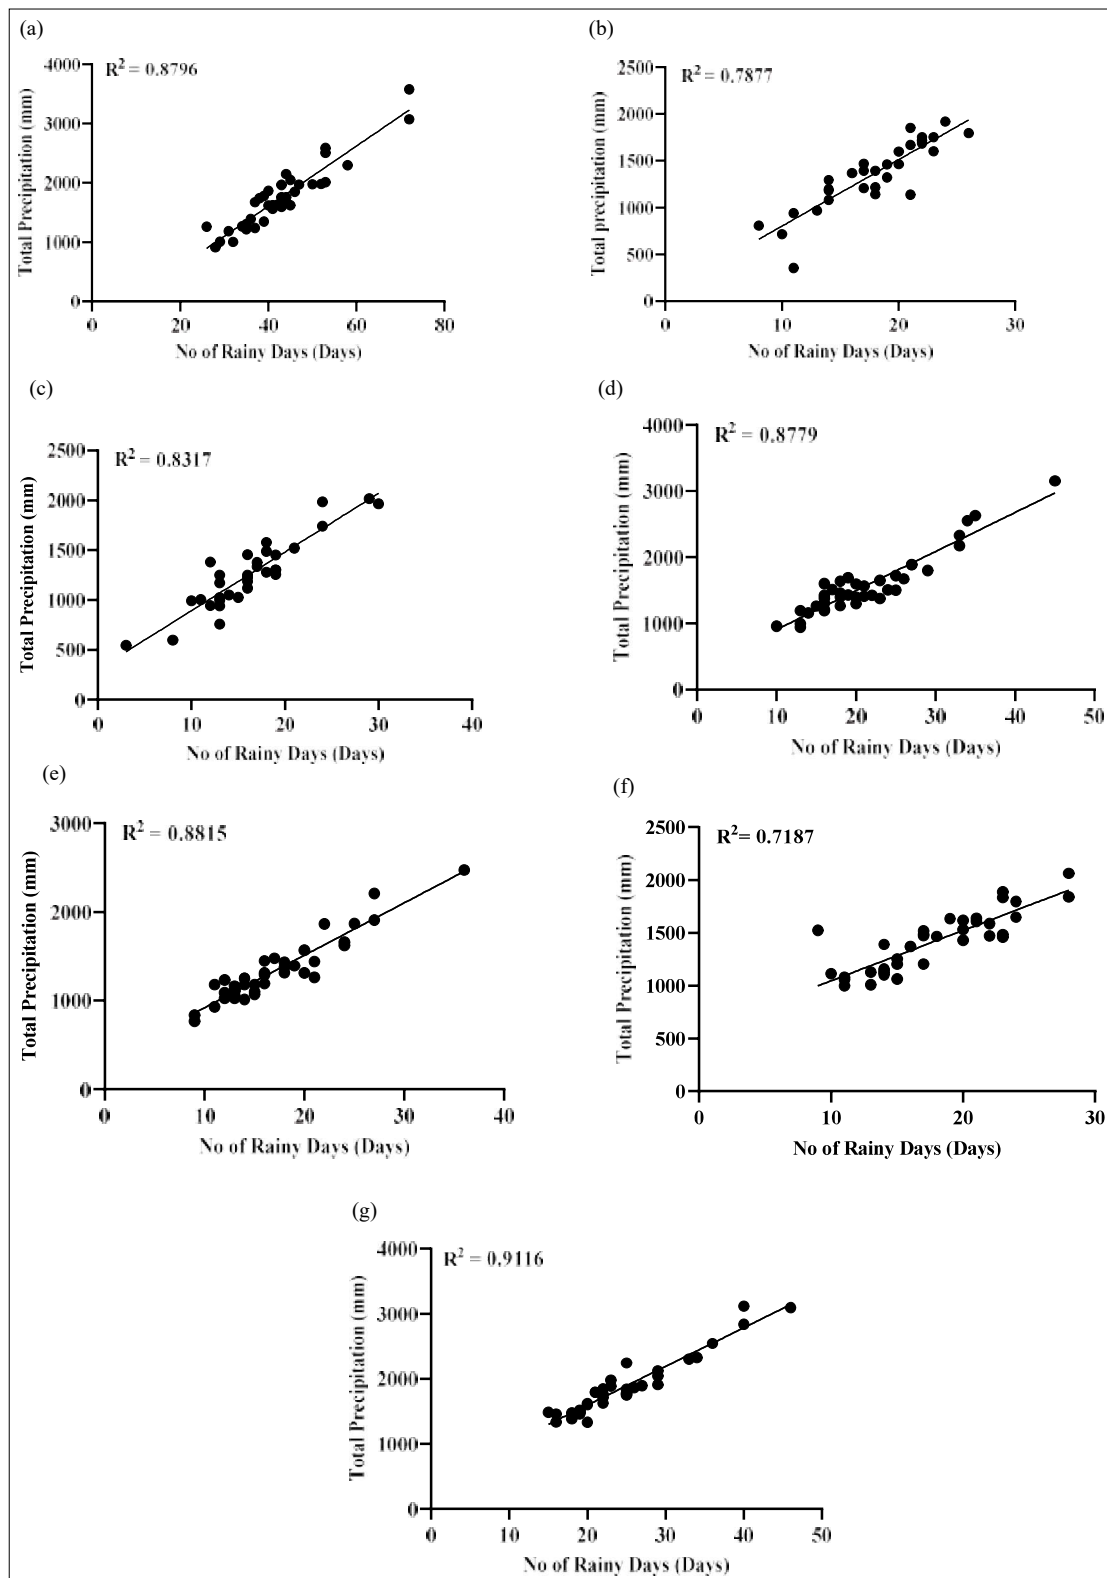 (a)
R² = 0.8796
Total Precipitation (mm)
4000
3000
2000
1000
0
0 20 40 60 80
No of Rainy Days (Days)
(b)
R² = 0.7877
Total precipitation (mm)
2500
2000
1500
1000
500
0
0 10 20 30
No of Rainy Days (Days)
(c)
R² = 0.8317
Total Precipitation (mm)
2500
2000
1500
1000
500
0
0 10 20 30 40
No of Rainy Days (Days)
(d)
R² = 0.8779
Total Precipitation (mm)
4000
3000
2000
1000
0
0 10 20 30 40 50
No of Rainy Days (Days)
(e)
R² = 0.8815
Total Precipitation (mm)
3000
2000
1000
0
0 10 20 30 40
No of Rainy Days (Days)
(f)
R²= 0.7187
Total Precipitation (mm)
2500
2000
1500
1000
500
0
0 10 20 30
No of Rainy Days (Days)
(g)
R² = 0.9116
Total Precipitation (mm)
4000
3000
2000
1000
0
0 10 20 30 40 50
No of Rainy Days (Days)